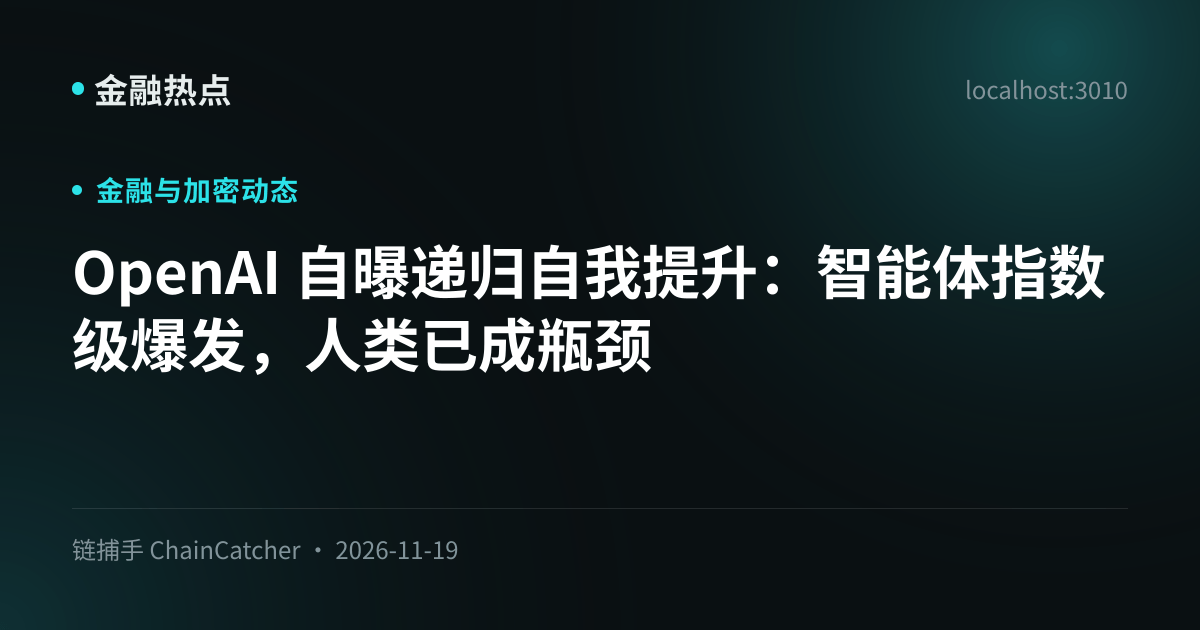 金融热点
localhost:3010
金融与加密动态
OpenAI 自曝递归自我提升：智能体指数
级爆发，人类已成瓶颈
链捕手 ChainCatcher · 2026-11-19